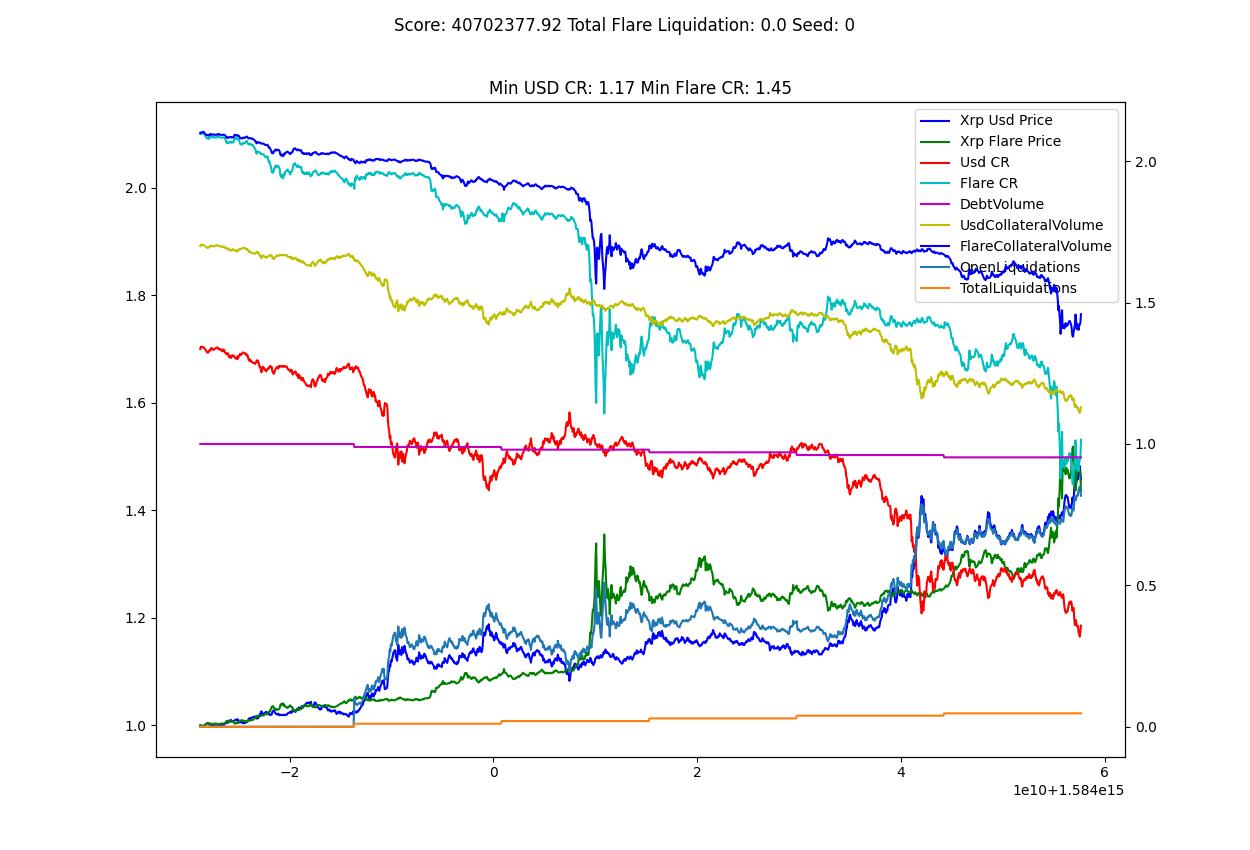 Score: 40702377.92 Total Flare Liquidation: 0.0 Seed: 0
Min USD CR: 1.17 Min Flare CR: 1.45
Xrp Usd Price
Xrp Flare Price
Usd CR
Flare CR
DebtVolume
UsdCollateralVolume
FlareCollateralVolume
OpenLiquidations
TotalLiquidations
2.0
1.8
1.6
1.4
1.2
1.0
2.0
1.5
1.0
0.5
0.0
−2
0
2
4
6
1e10+1.584e15